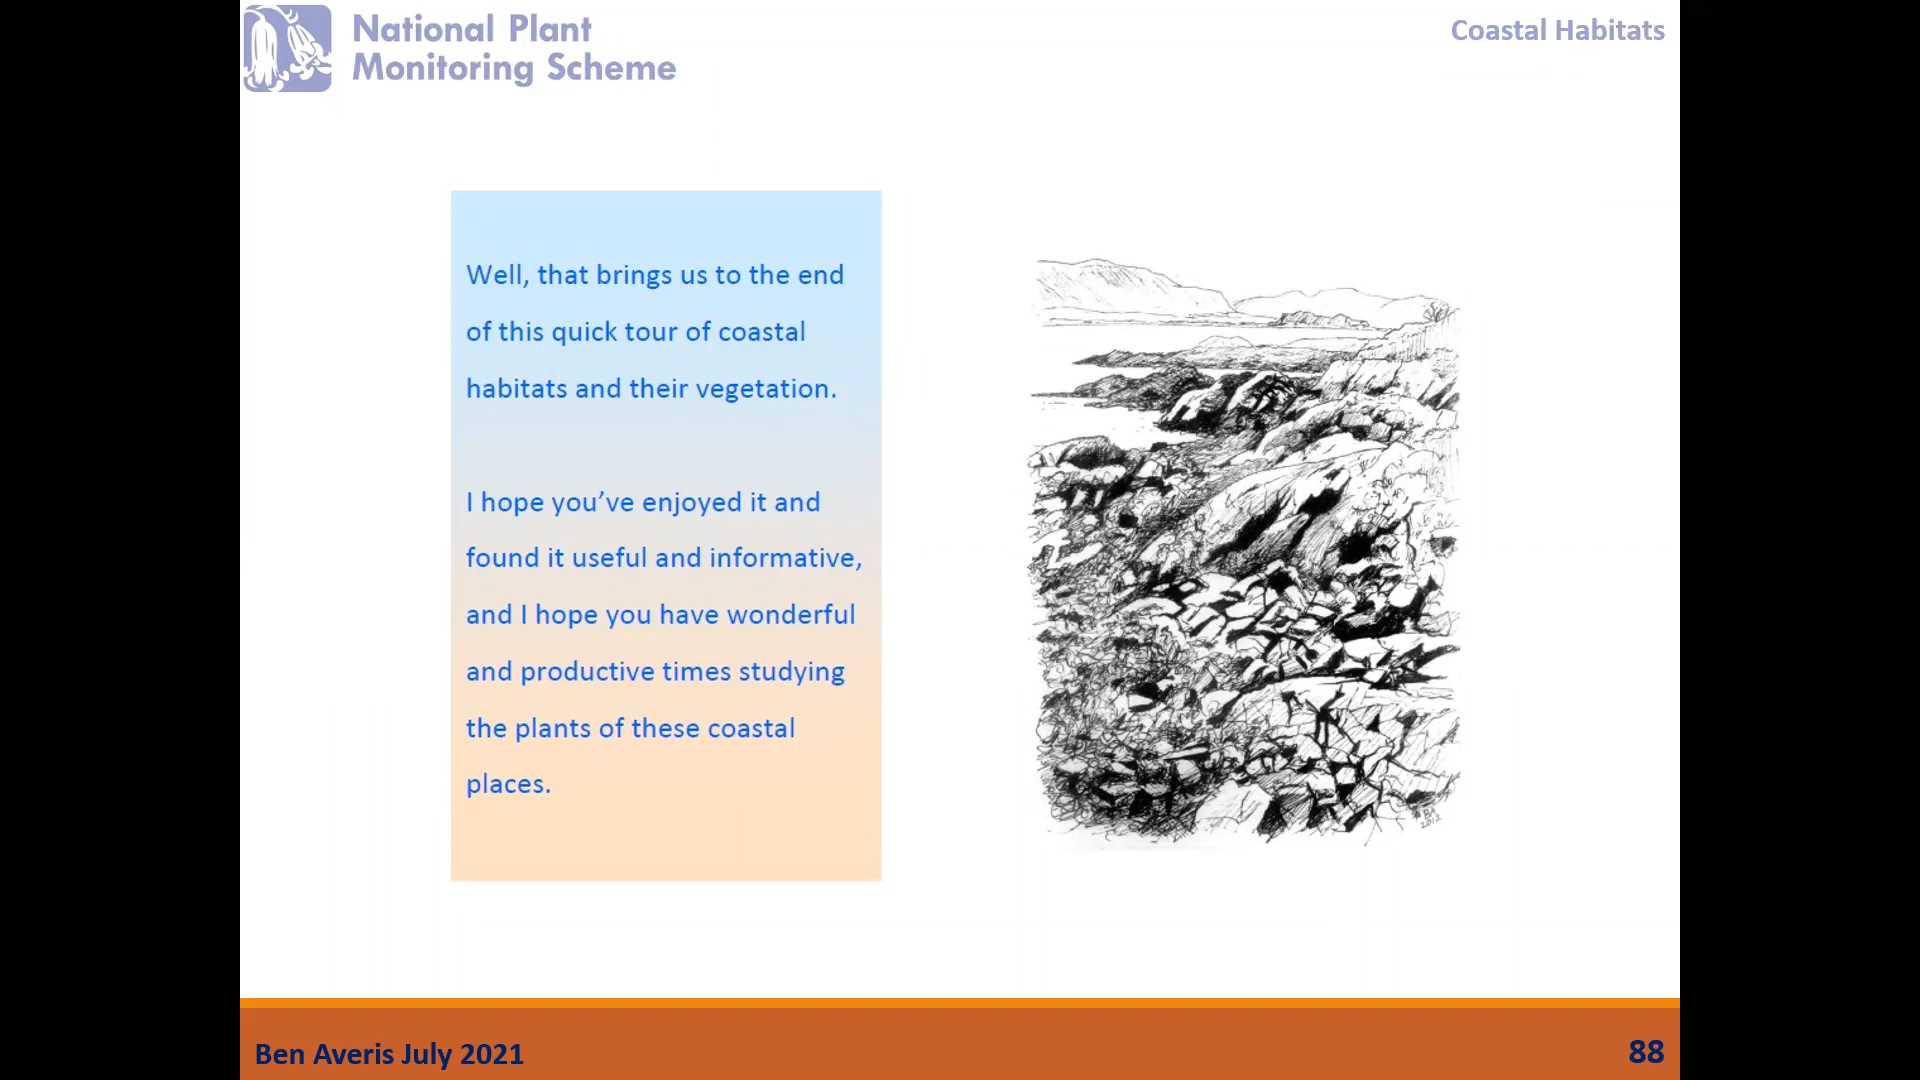 National Plant
Monitoring Scheme
Coastal Habitats
Well, that brings us to the end
of this quick tour of coastal
habitats and their vegetation.
I hope you’ve enjoyed it and
found it useful and informative,
and I hope you have wonderful
and productive times studying
the plants of these coastal
places.
BA
2012
Ben Averis July 2021
88